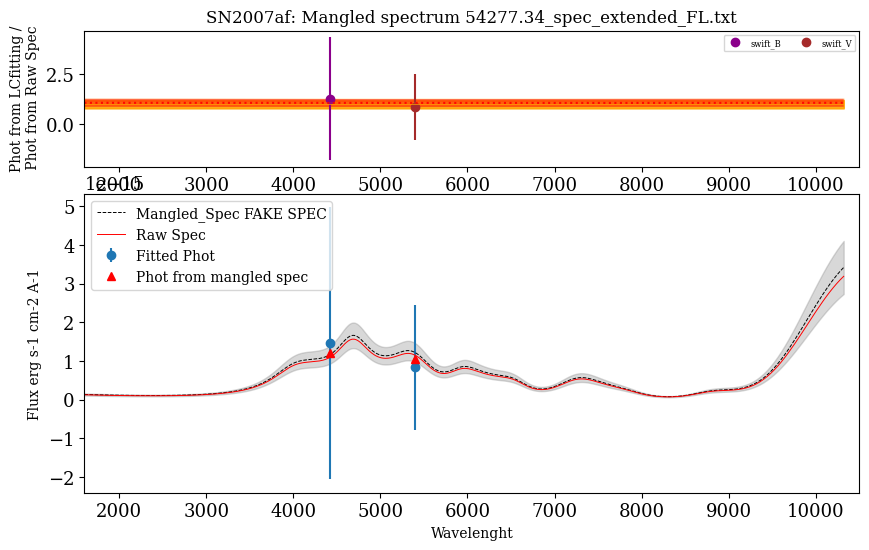 SN2007af: Mangled spectrum 54277.34_spec_extended_FL.txt
Phot from LCfitting /
Phot from Raw Spec
2.5
0.0
swift_B
swift_V
2000 3000 4000 5000 6000 7000 8000 9000 10000
1e−15
Flux erg s-1 cm-2 A-1
5
4
3
2
1
0
−1
−2
Mangled_Spec FAKE SPEC
Raw Spec
Fitted Phot
Phot from mangled spec
2000 3000 4000 5000 6000 7000 8000 9000 10000
Wavelenght